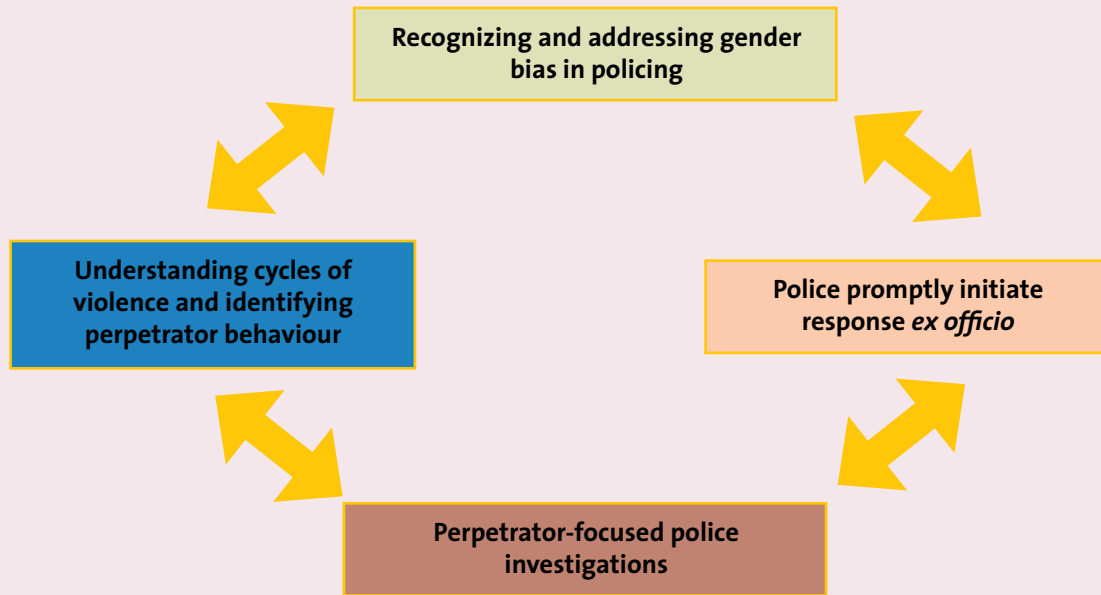 Recognizing and addressing gender
bias in policing
Understanding cycles of
violence and identifying
perpetrator behaviour
Police promptly initiate
response ex officio
Perpetrator-focused police
investigations